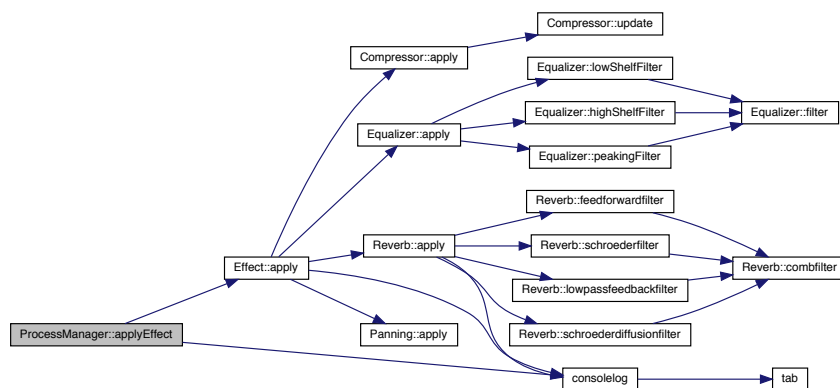 Compressor::update
Compressor::apply
Equalizer::lowShelfFilter
Equalizer::highShelfFilter
Equalizer::filter
Equalizer::apply
Equalizer::peakingFilter
Reverb::feedforwardfilter
Reverb::apply
Reverb::schroederfilter
Effect::apply
Reverb::combfilter
Reverb::lowpassfeedbackfilter
ProcessManager::applyEffect
Panning::apply
Reverb::schroederdiffusionfilter
consolelog
tab